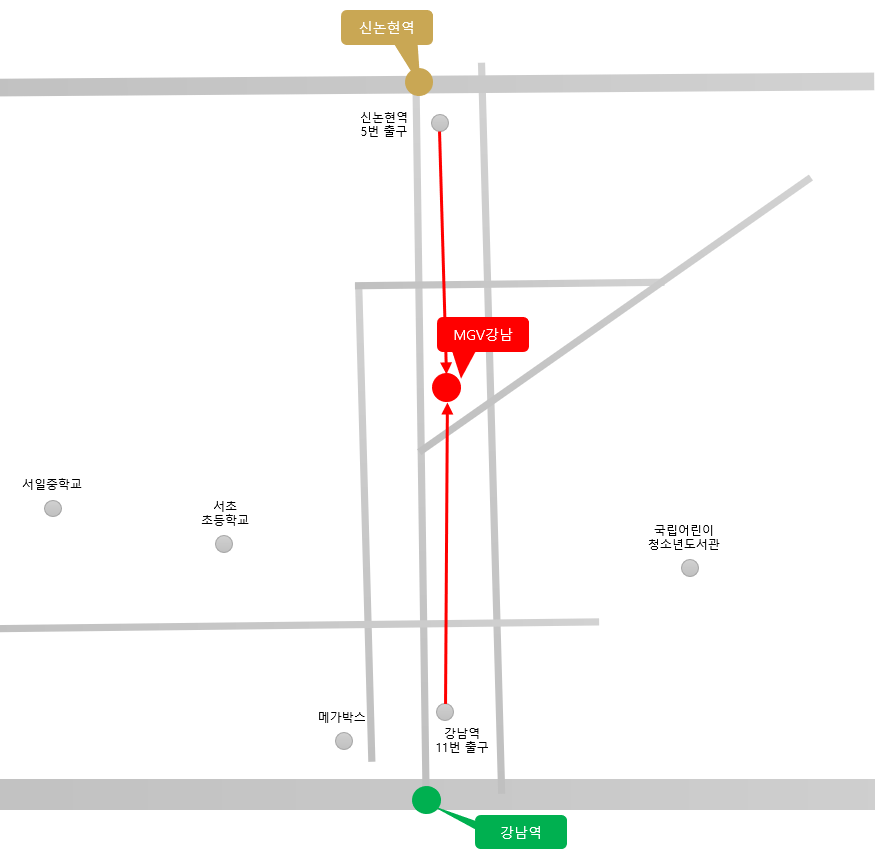 신논현역
신논현역
5번 출구
MGV강남
서일중학교
서초
초등학교
국립어린이
청소년도서관
메가박스
강남역
11번 출구
강남역